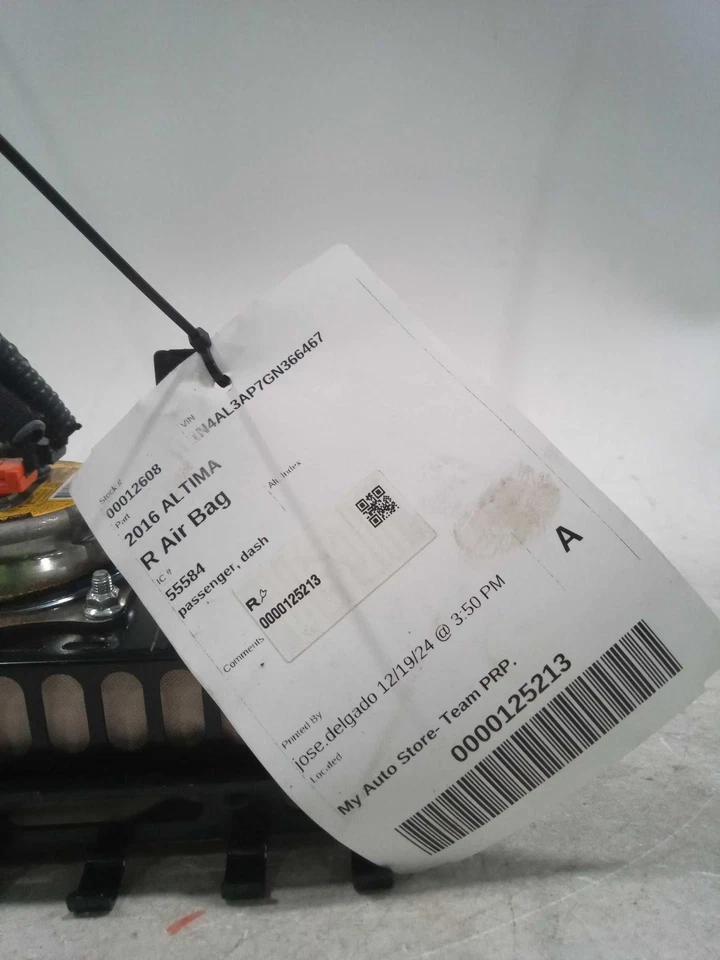 VIN
1N4AL3AP7GN366467
Stock #
00012608
Part
2016 ALTIMA
R Air Bag
Alt. Index
IC #
55584
passenger, dash
R
0000125213
Comments
A
Printed By
jose.delgado 12/19/24 @ 3:50 PM
Located
My Auto Store- Team PRP.
0000125213